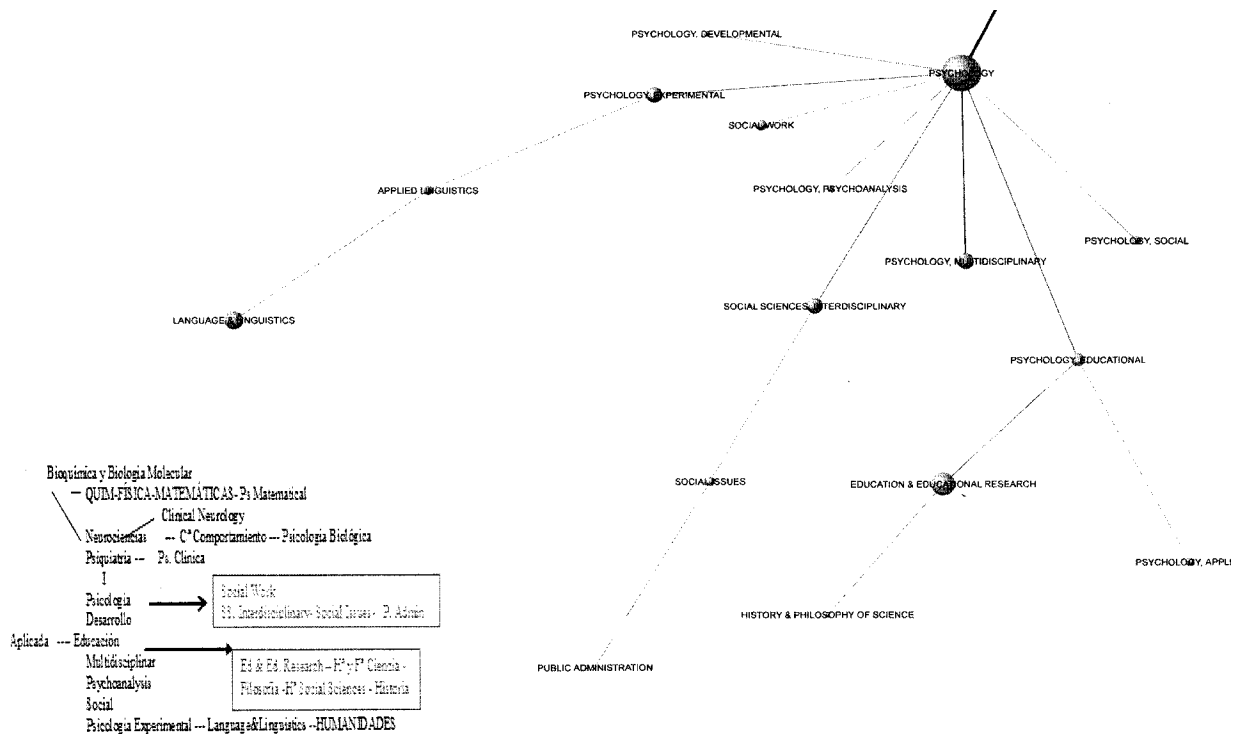 PSYCHOLOGY, DEVELOPMENTAL
PSYCHOLOGY
PSYCHOLOGY, EXPERIMENTAL
SOCIAL WORK
APPLIED LINGUISTICS
PSYCHOLOGY, PSYCHOANALYSIS
PSYCHOLOGY, SOCIAL
PSYCHOLOGY, MULTIDISCIPLINARY
SOCIAL SCIENCES, INTERDISCIPLINARY
LANGUAGE & LINGUISTICS
PSYCHOLOGY, EDUCATIONAL
SOCIAL ISSUES
EDUCATION & EDUCATIONAL RESEARCH
PSYCHOLOGY, APPLI
HISTORY & PHILOSOPHY OF SCIENCE
PUBLIC ADMINISTRATION
Bioquímica y Biología Molecular
QUIM-FÍSICA-MATEMÁTICAS- Ps Matematical
Clinical Neurology
Neurociencias --- Cª Comportamiento --- Psicología Biológica
Psiquiatria --- Ps. Clínica
I
Psicología
Desarrollo
Social Work
SS. Interdisciplinary- Social Issues - P. Admin
Aplicada --- Educación
Multidisciplinar
Psychoanalysis
Social
Ed & Ed. Research – Hª y Fª Ciencia -
Filosofía -Hª Social Sciences - Historia
Psicología Experimental --- Language&Linguistics --HUMANIDADES